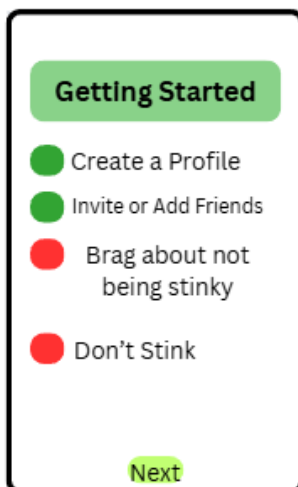 Getting Started
Create a Profile
Invite or Add Friends
Brag about not
being stinky
Don't Stink
Next